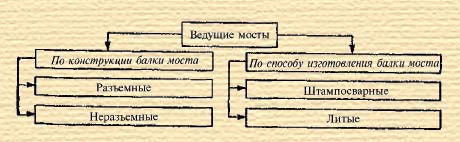 Ведущие мосты
По конструкции балки моста
По способу изготовления балки моста
Разъемные
Штампосварные
Неразъемные
Литые